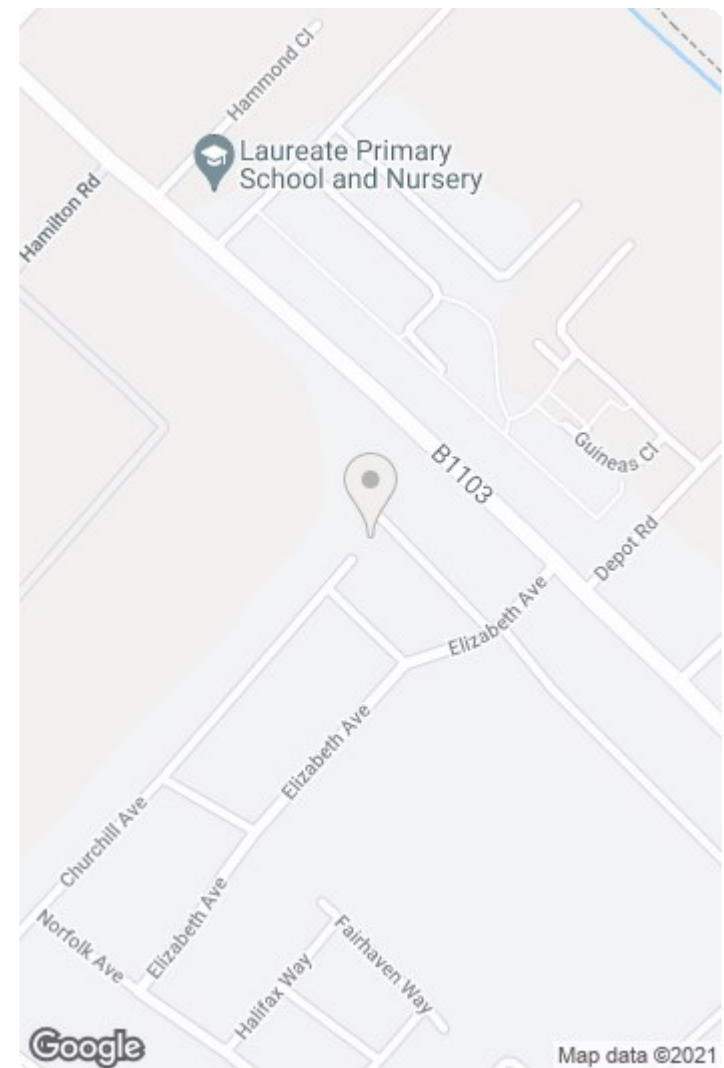 Hammond Cl
Laureate Primary
School and Nursery
Hamilton Rd
B1103
Guineas Cl
Depot Rd
Elizabeth Ave
Elizabeth Ave
Churchill Ave
Elizabeth Ave
Norfolk Ave
Fairhaven Way
Halifax Way
Google
Map data ©2021